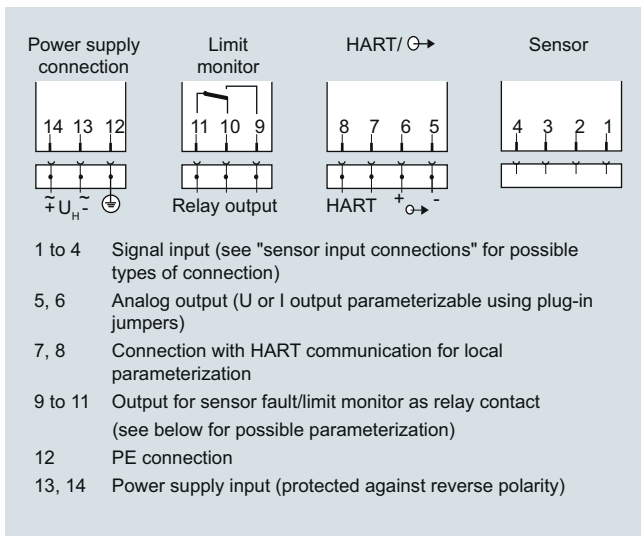 Power supply connection
Limit monitor
HART/
Sensor
14 13 12
11 10 9
8 7 6 5
4 3 2 1
≂ + U_H ~ -
Relay output
HART + -
1 to 4 Signal input (see "sensor input connections" for possible
types of connection)
5, 6 Analog output (U or I output parameterizable using plug-in
jumpers)
7, 8 Connection with HART communication for local
parameterization
9 to 11 Output for sensor fault/limit monitor as relay contact
(see below for possible parameterization)
12 PE connection
13, 14 Power supply input (protected against reverse polarity)